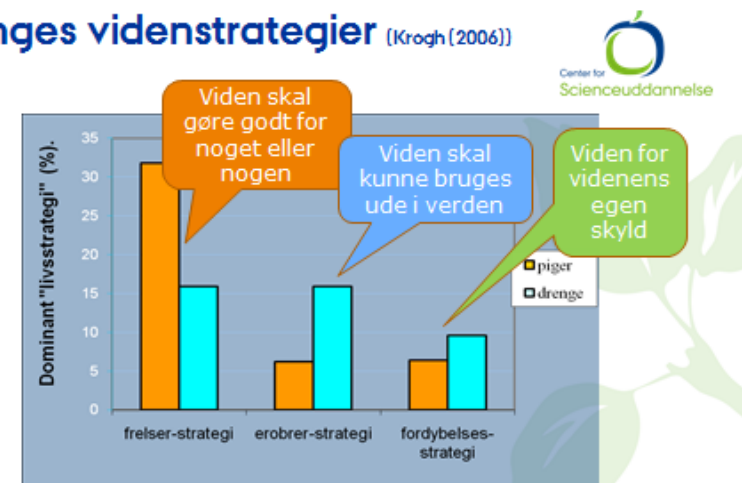 nges videnstrategier (Krogh (2006))
Center for
Scienceuddannelse
Viden skal
gøre godt for
noget eller
nogen
Viden skal
kunne bruges
ude i verden
Viden for
videnens
egen
skyld
Dominant "livsstrategi" (%).
35
30
25
20
15
10
5
0
piger
drenge
frelser-strategi erobrer-strategi fordybelses-
strategi